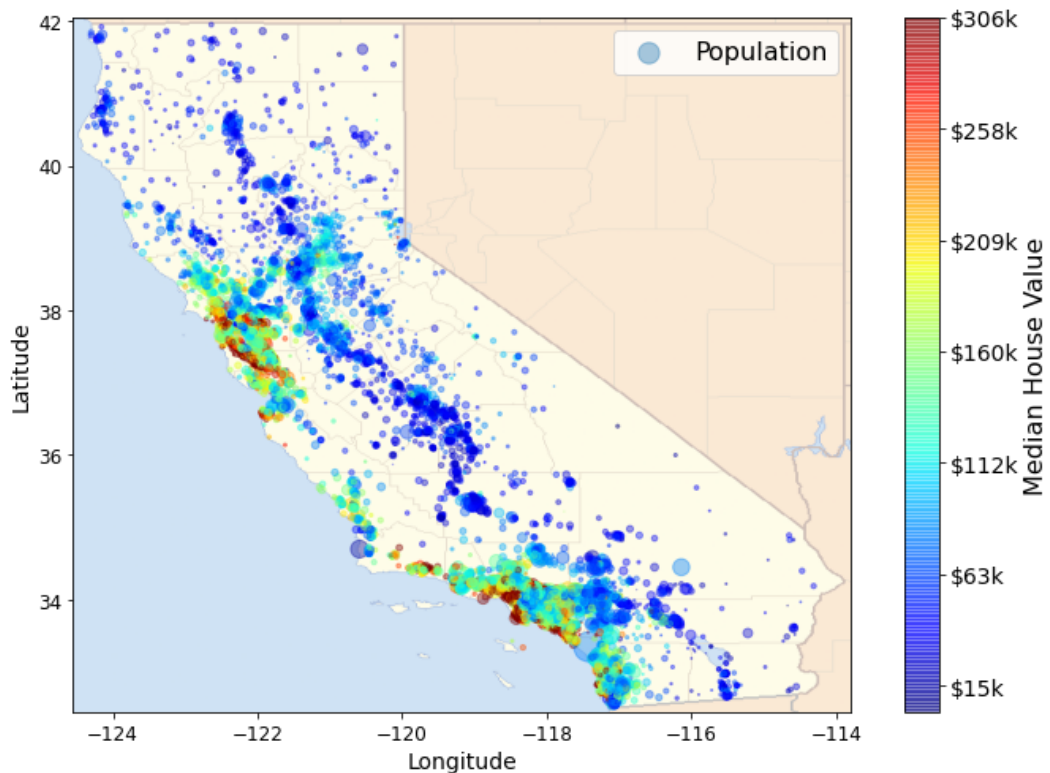 Population
42
40
38
36
34
Latitude
−124
−122
−120
−118
−116
−114
Longitude
$306k
$258k
$209k
$160k
$112k
$63k
$15k
Median House Value